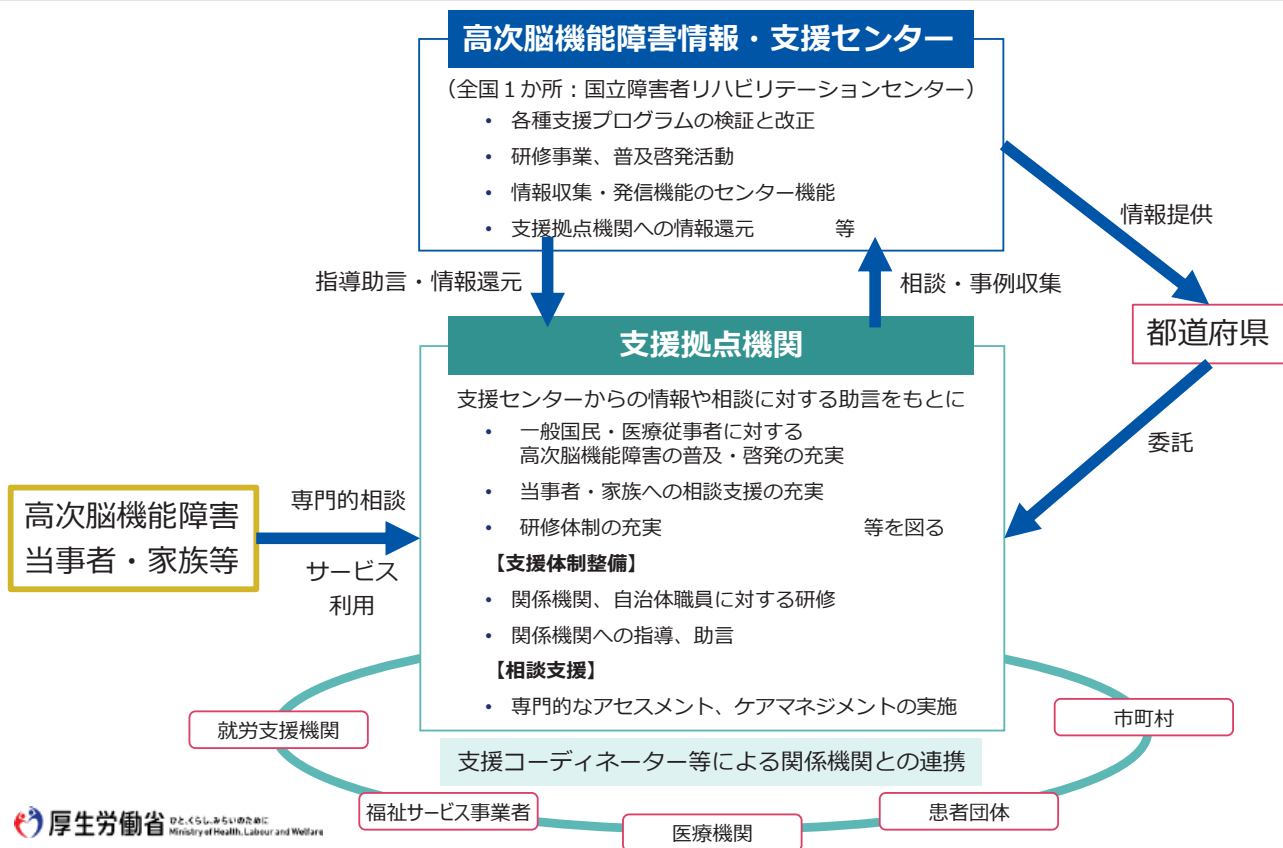 高次脳機能障害情報・支援センター
（全国１か所：国立障害者リハビリテーションセンター）
• 各種支援プログラムの検証と改正
• 研修事業、普及啓発活動
• 情報収集・発信機能のセンター機能
• 支援拠点機関への情報還元　　　　等
情報提供
指導助言・情報還元
相談・事例収集
都道府県
支援拠点機関
支援センターからの情報や相談に対する助言をもとに
• 一般国民・医療従事者に対する
高次脳機能障害の普及・啓発の充実
• 当事者・家族への相談支援の充実
• 研修体制の充実　　　　　　　　　　等を図る
【支援体制整備】
• 関係機関、自治体職員に対する研修
• 関係機関への指導、助言
【相談支援】
• 専門的なアセスメント、ケアマネジメントの実施
委託
高次脳機能障害
当事者・家族等
専門的相談
サービス
利用
就労支援機関
市町村
支援コーディネーター等による関係機関との連携
福祉サービス事業者
患者団体
医療機関
厚生労働省
ひと、くらし、みらいのために
Ministry of Health, Labour and Welfare